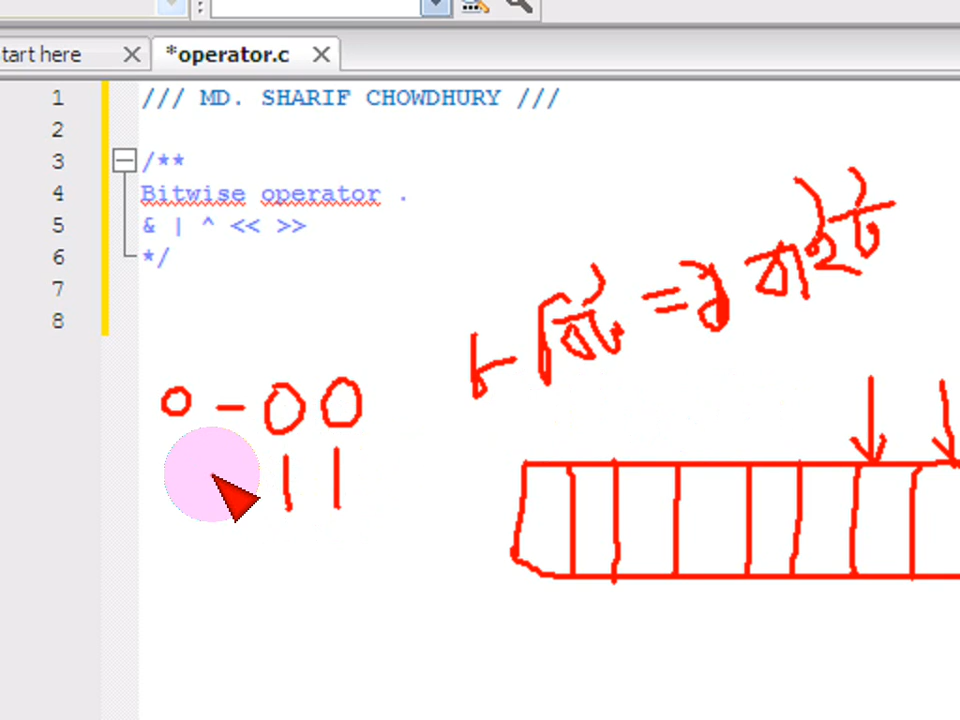 tart here *operator.c
1 /// MD. SHARIF CHOWDHURY ///
2
3 /**
4 Bitwise operator .
5 & | ^ << >>
6 */
7
8
0 - 00
11